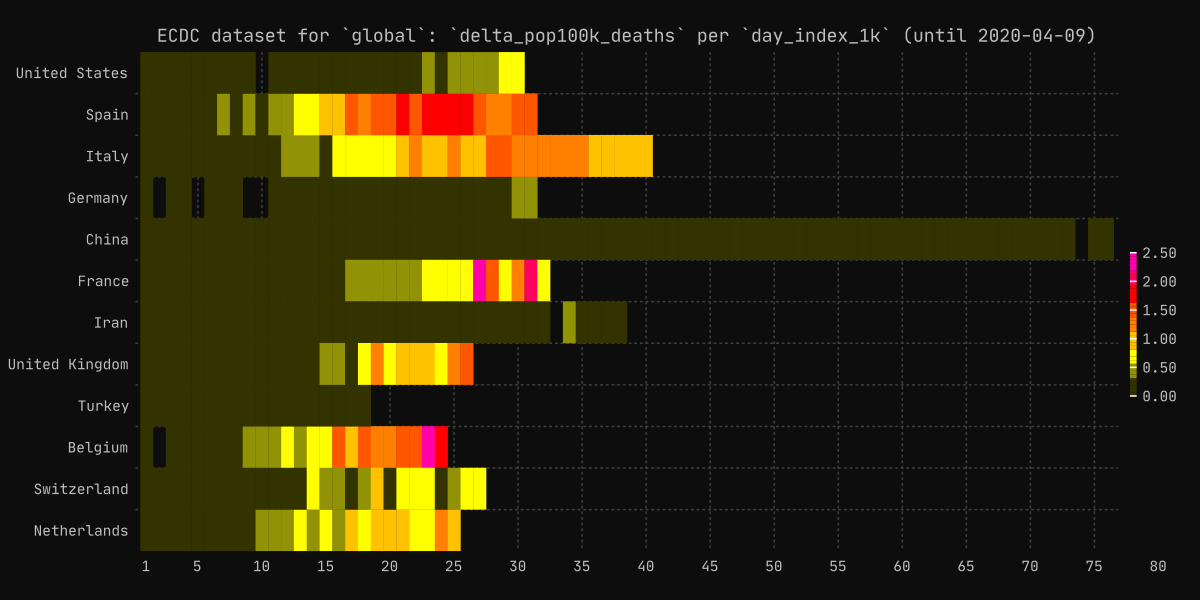 ECDC dataset for `global`: `delta_pop100k_deaths` per `day_index_1k` (until 2020-04-09)
United States
Spain
Italy
Germany
China
France
Iran
United Kingdom
Turkey
Belgium
Switzerland
Netherlands
2.50
2.00
1.50
1.00
0.50
0.00
1 5 10 15 20 25 30 35 40 45 50 55 60 65 70 75 80